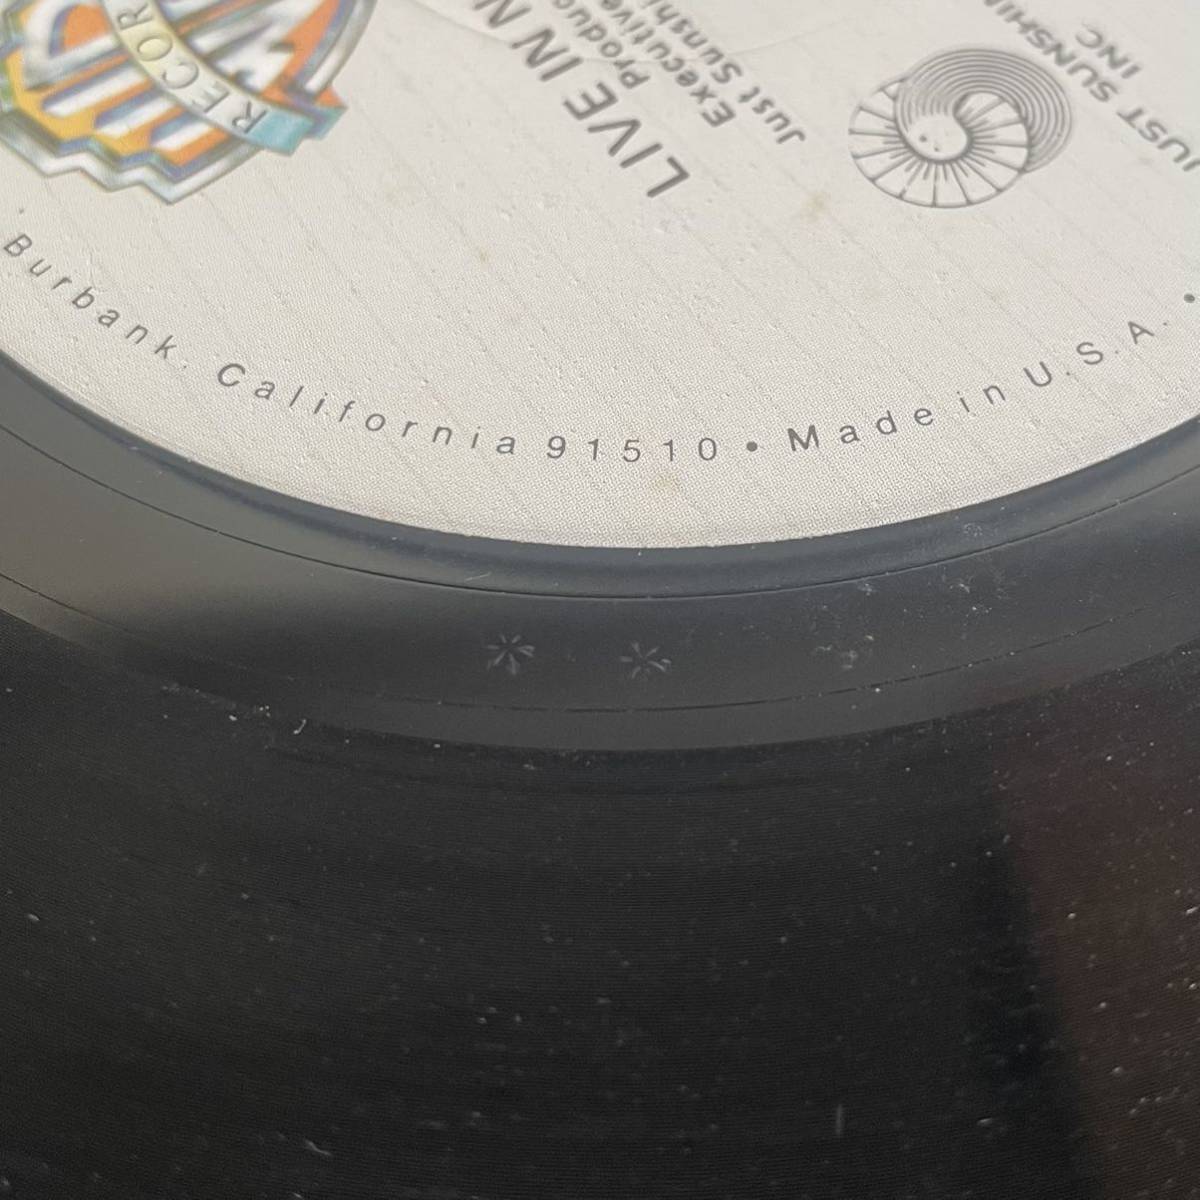 RECOR
LIVE IN N
Produc
Executive
Just Sunshi
JUST SUNSHIN
INC
Burbank, California 91510 • Made in U.S.A. •